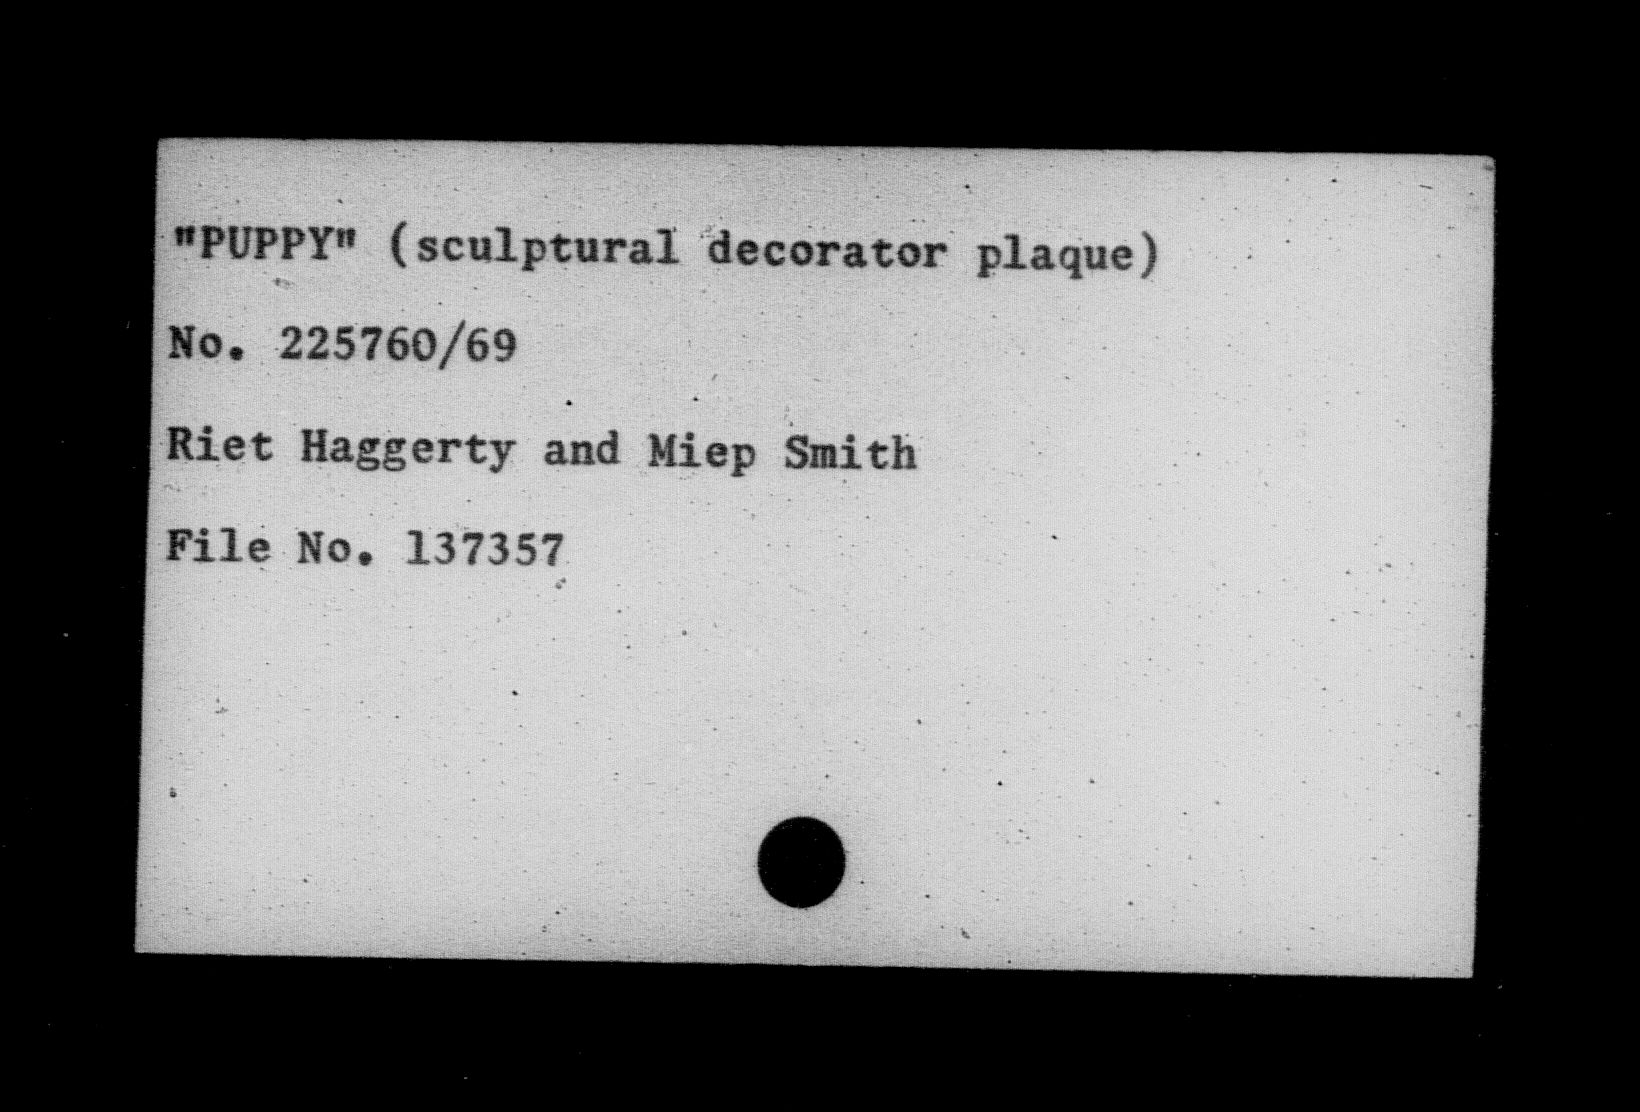 "PUPPY" (sculptural decorator plaque)
No. 225760/69
Riet Haggerty and Miep Smith
File No. 137357